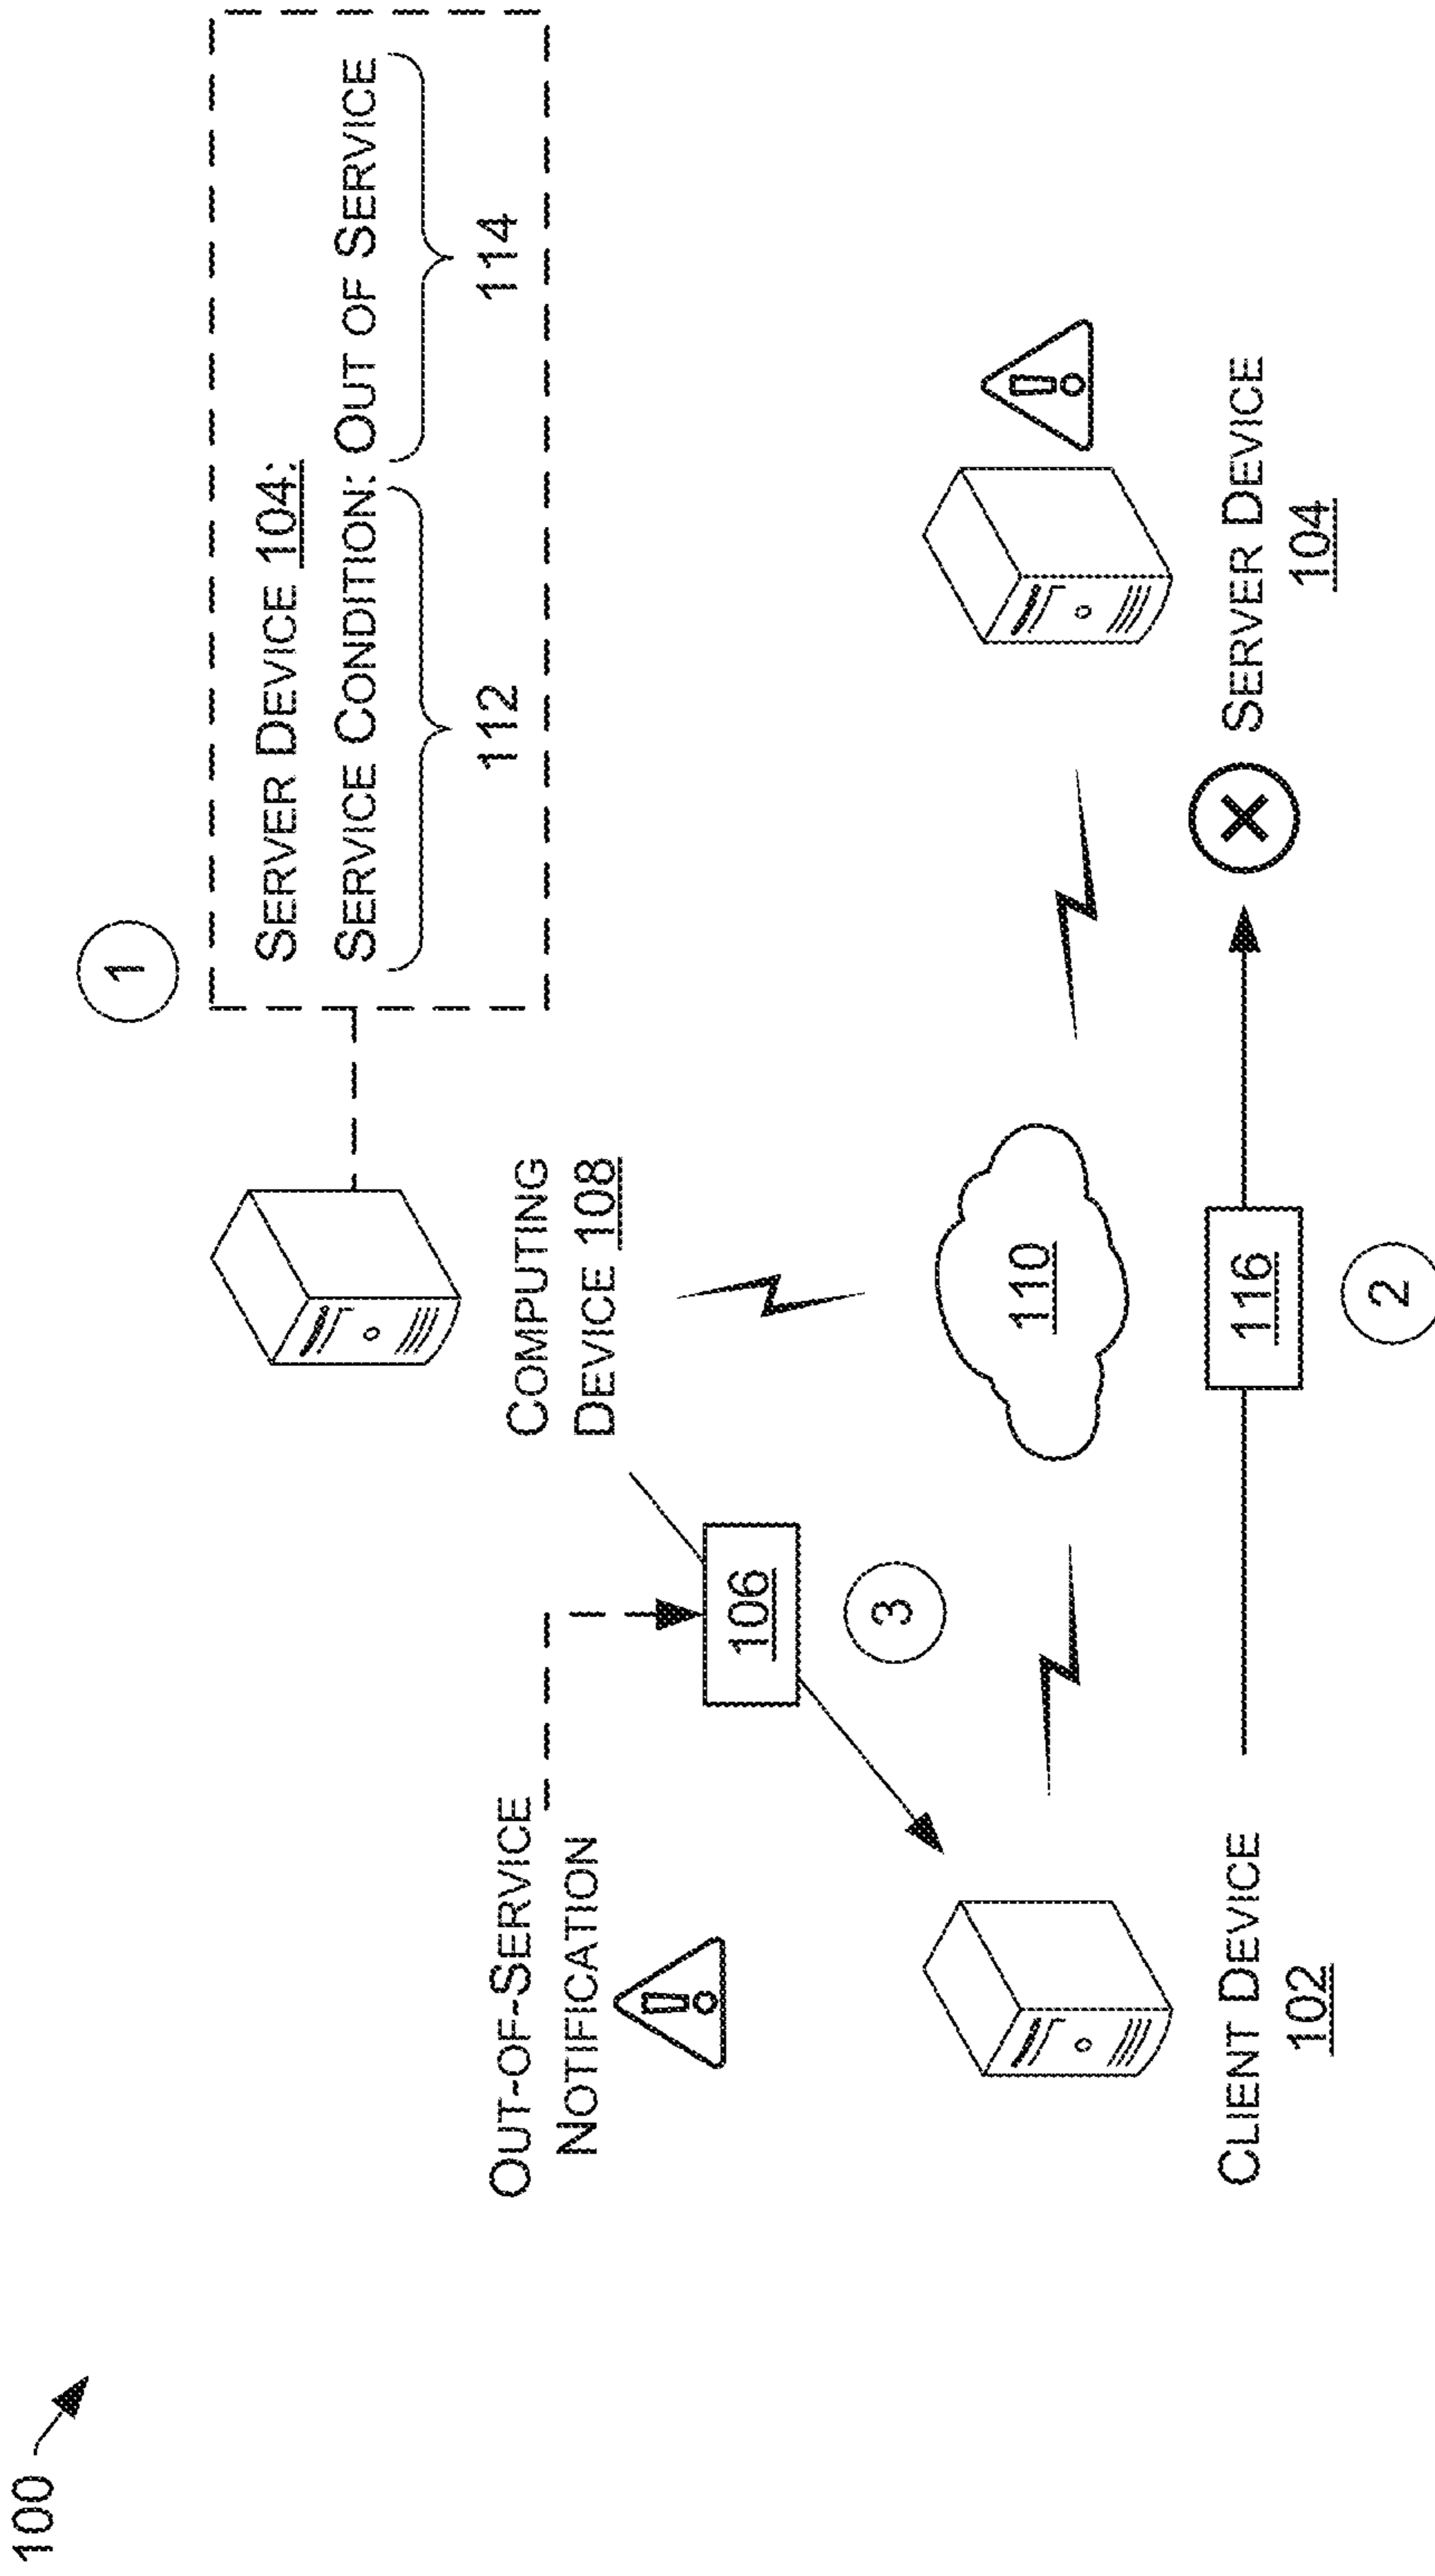 100
1
SERVER DEVICE 104:
SERVICE CONDITION: OUT OF SERVICE
112
114
COMPUTING
DEVICE 108
OUT-OF-SERVICE
NOTIFICATION
106
3
110
116
2
CLIENT DEVICE
102
SERVER DEVICE
104